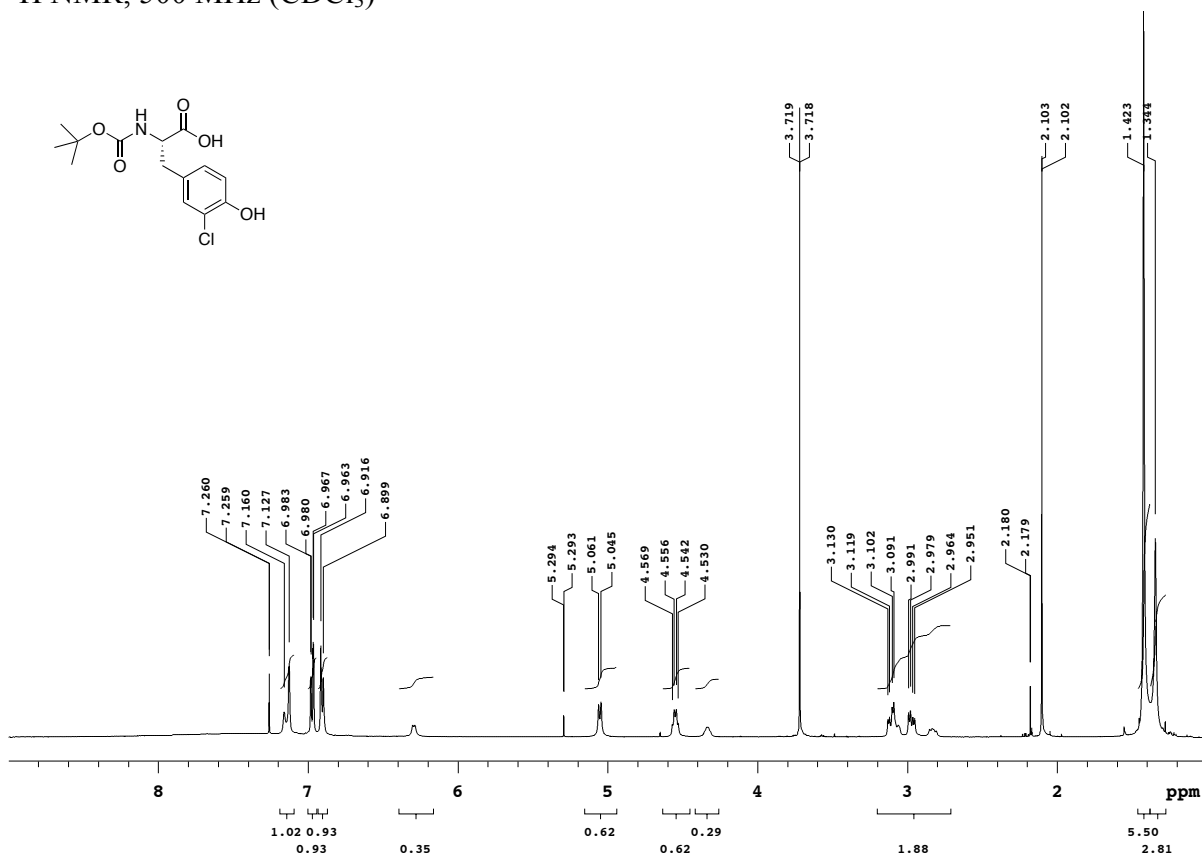 ¹H NMR, 500 MHz (CDCl₃)
O
H
N
O
OH
O
OH
Cl
3.719
3.718
2.103
2.102
1.423
1.344
7.260
7.259
7.160
7.127
6.983
6.980
6.967
6.963
6.916
6.899
5.294
5.293
5.061
5.045
4.569
4.556
4.542
4.530
3.130
3.119
3.102
3.091
2.991
2.979
2.964
2.951
2.180
2.179
8 7 6 5 4 3 2 ppm
1.02 0.93 0.62 0.29 5.50
0.93 0.35 0.62 1.88 2.81